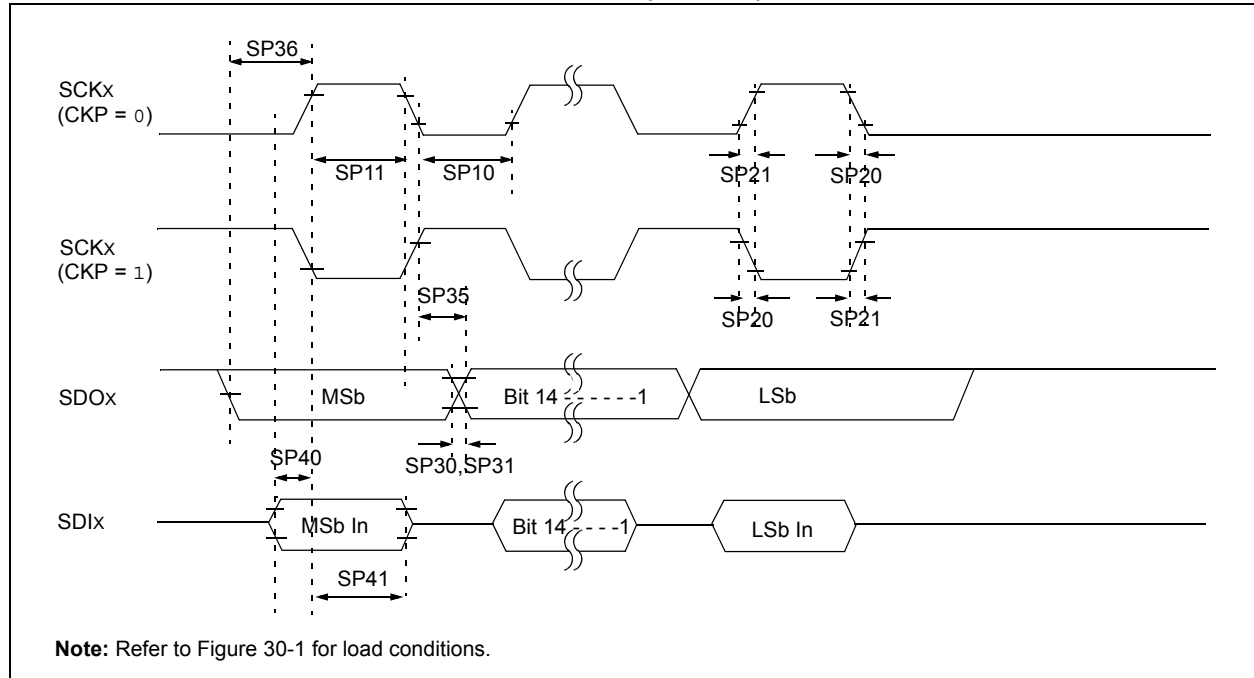 SP36
SCKx
(CKP = 0)
SP11
SP10
SP21
SP20
SCKx
(CKP = 1)
SP35
SP20
SP21
SDOx
MSb
Bit 14 - - - - - -1
LSb
SP40
SP30,SP31
SDIx
MSb In
Bit 14 - - - -1
LSb In
SP41
Note: Refer to Figure 30-1 for load conditions.